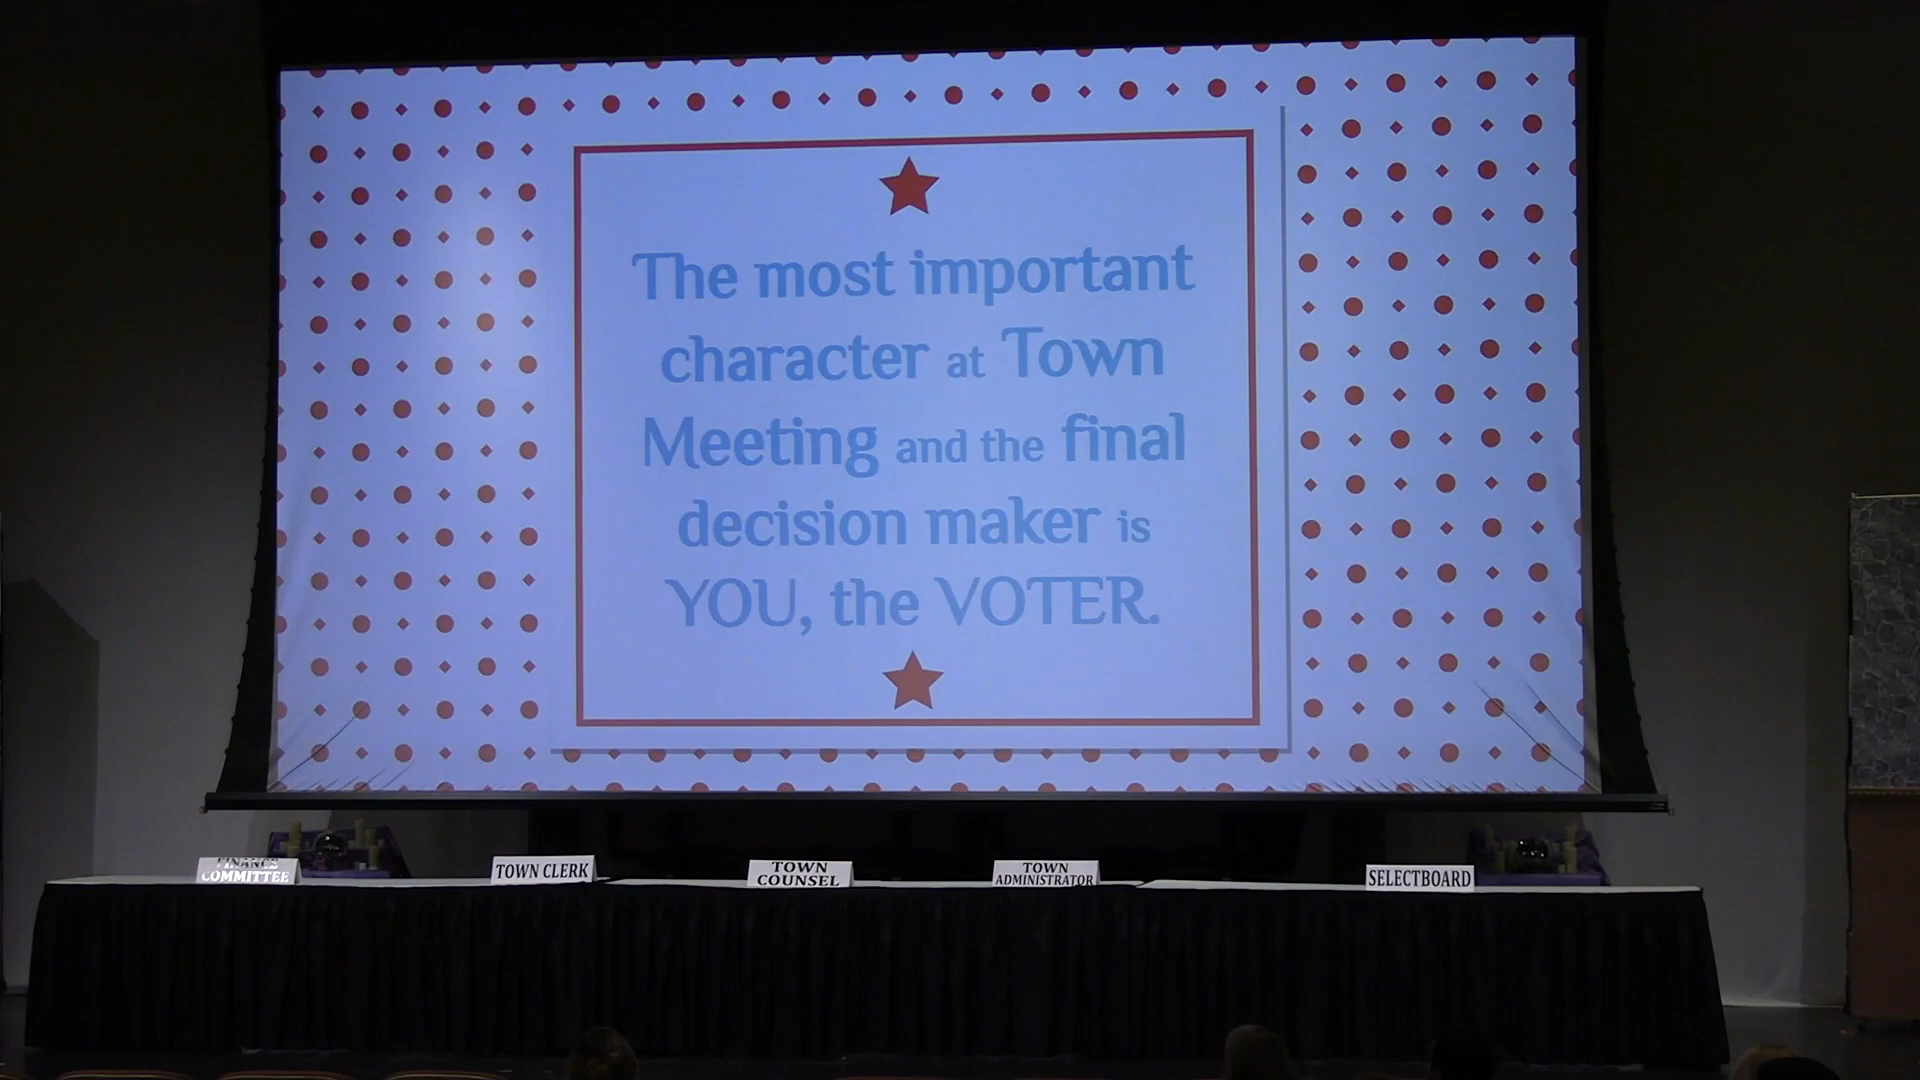 The most important
character at Town
Meeting and the final
decision maker is
YOU, the VOTER.
FINANCE
COMMITTEE
TOWN CLERK
TOWN
COUNSEL
TOWN
ADMINISTRATOR
SELECTBOARD